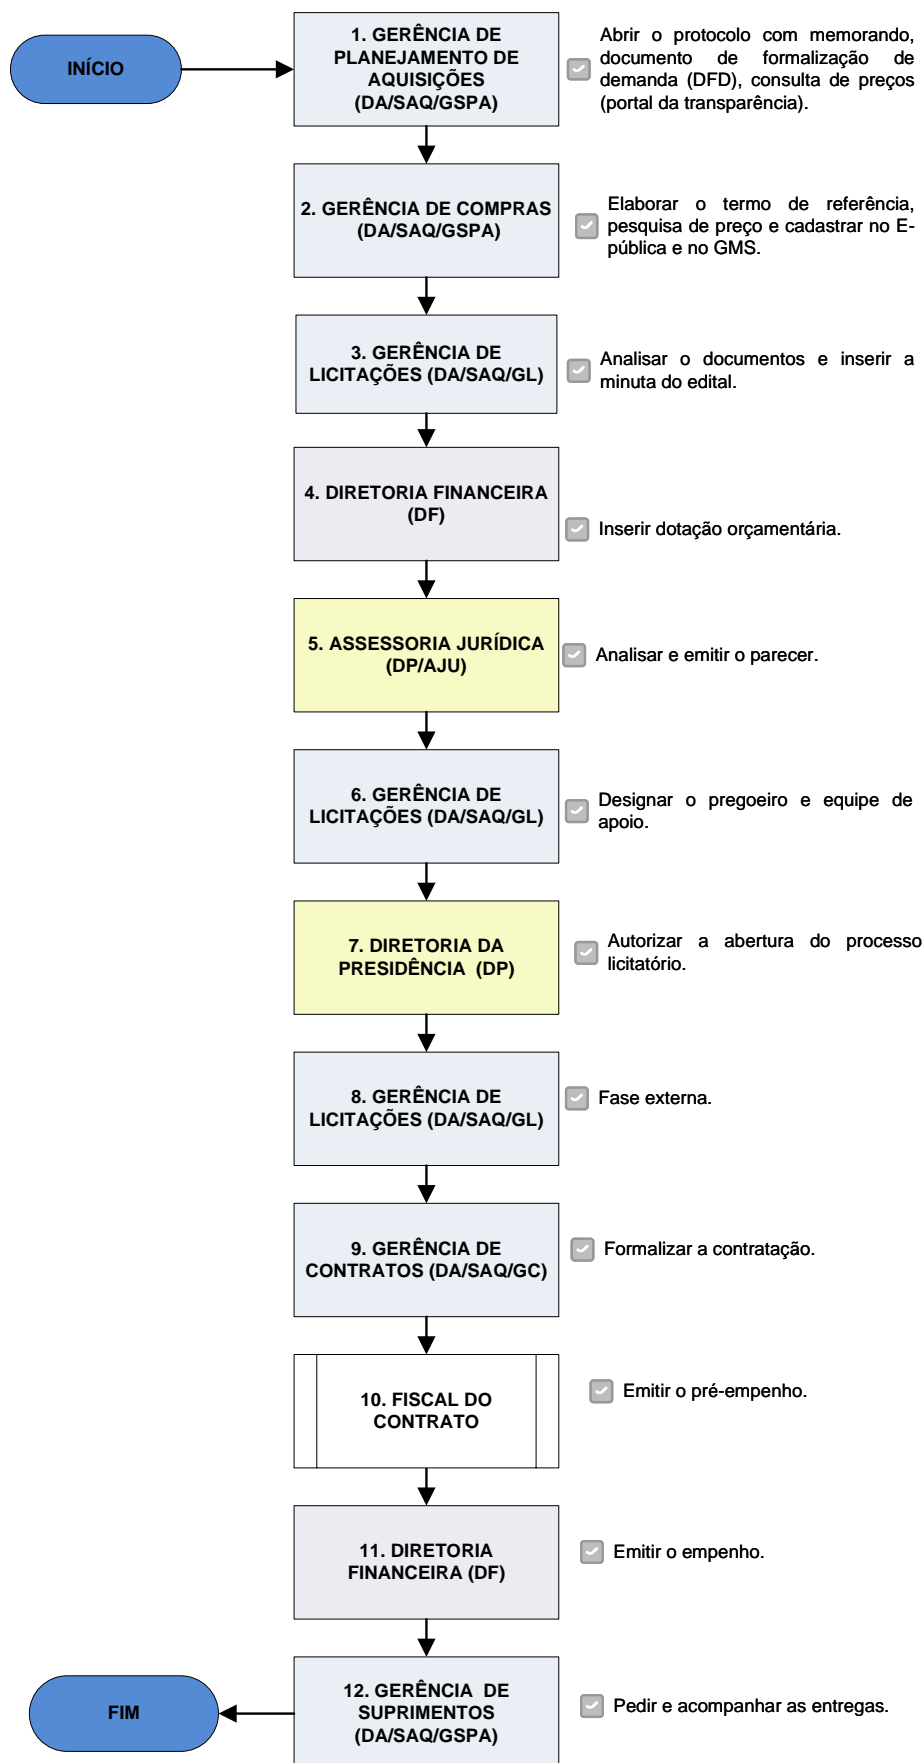 INÍCIO
1. GERÊNCIA DE
PLANEJAMENTO DE
AQUISIÇÕES
(DA/SAQ/GSPA)
Abrir o protocolo com memorando,
documento de formalização de
demanda (DFD), consulta de preços
(portal da transparência).
2. GERÊNCIA DE COMPRAS
(DA/SAQ/GSPA)
Elaborar o termo de referência,
pesquisa de preço e cadastrar no E-
pública e no GMS.
3. GERÊNCIA DE
LICITAÇÕES (DA/SAQ/GL)
Analisar o documentos e inserir a
minuta do edital.
4. DIRETORIA FINANCEIRA
(DF)
Inserir dotação orçamentária.
5. ASSESSORIA JURÍDICA
(DP/AJU)
Analisar e emitir o parecer.
6. GERÊNCIA DE
LICITAÇÕES (DA/SAQ/GL)
Designar o pregoeiro e equipe de
apoio.
7. DIRETORIA DA
PRESIDÊNCIA (DP)
Autorizar a abertura do processo
licitatório.
8. GERÊNCIA DE
LICITAÇÕES (DA/SAQ/GL)
Fase externa.
9. GERÊNCIA DE
CONTRATOS (DA/SAQ/GC)
Formalizar a contratação.
10. FISCAL DO
CONTRATO
Emitir o pré-empenho.
11. DIRETORIA
FINANCEIRA (DF)
Emitir o empenho.
12. GERÊNCIA DE
SUPRIMENTOS
(DA/SAQ/GSPA)
Pedir e acompanhar as entregas.
FIM